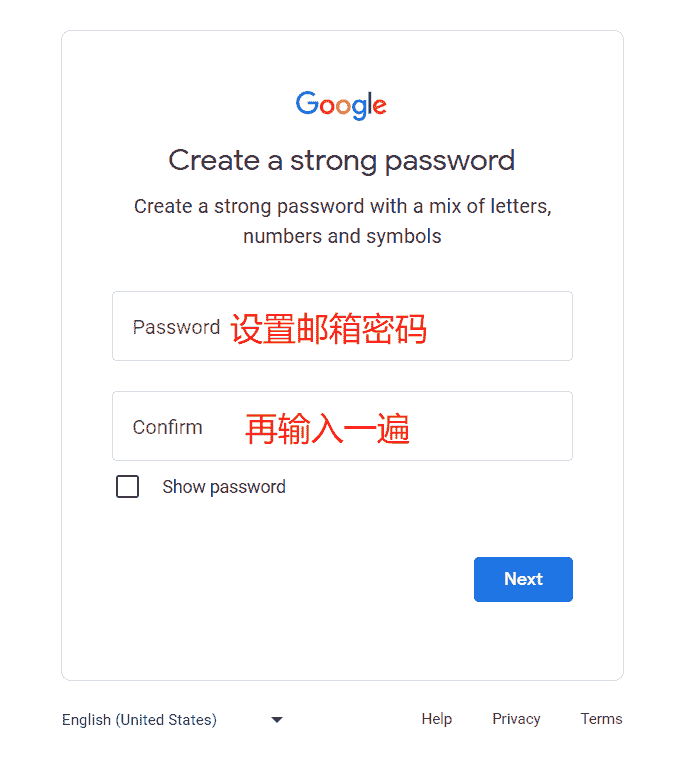 Google
Create a strong password
Create a strong password with a mix of letters,
numbers and symbols
Password 设置邮箱密码
Confirm 再输入一遍
Show password
Next
English (United States) Help Privacy Terms